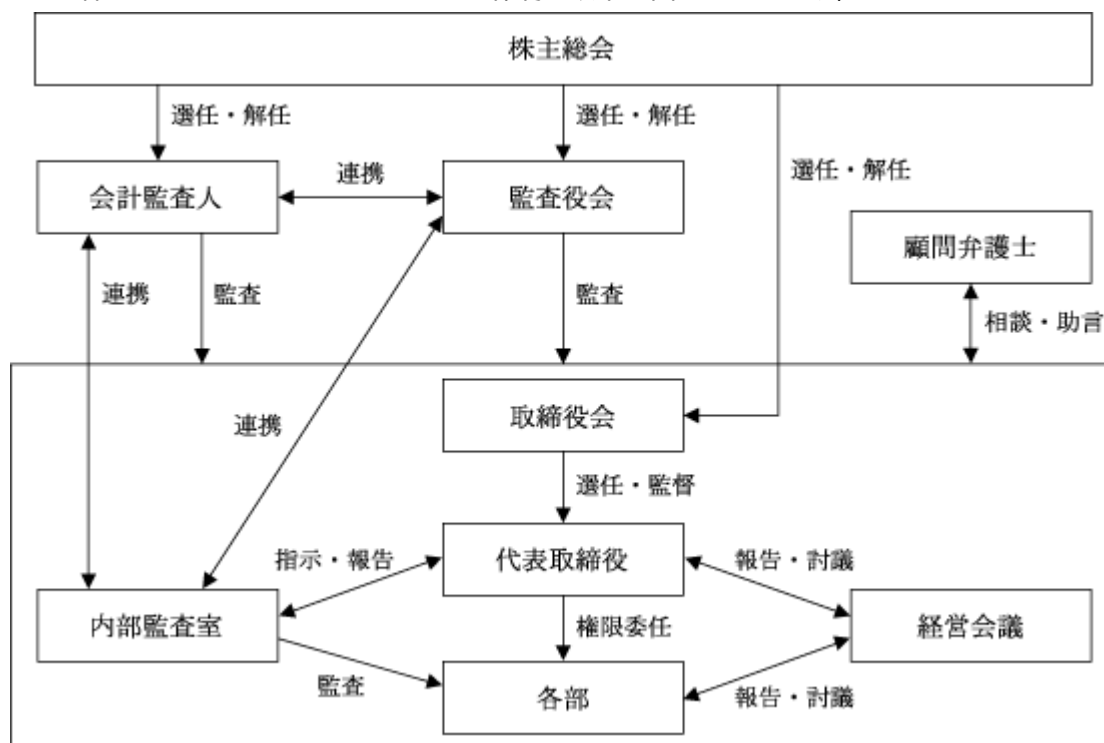 株主総会
選任・解任
選任・解任
選任・解任
会計監査人
連携
監査役会
顧問弁護士
連携
監査
監査
相談・助言
取締役会
連携
選任・監督
指示・報告
代表取締役
報告・討議
内部監査室
権限委任
経営会議
監査
各部
報告・討議